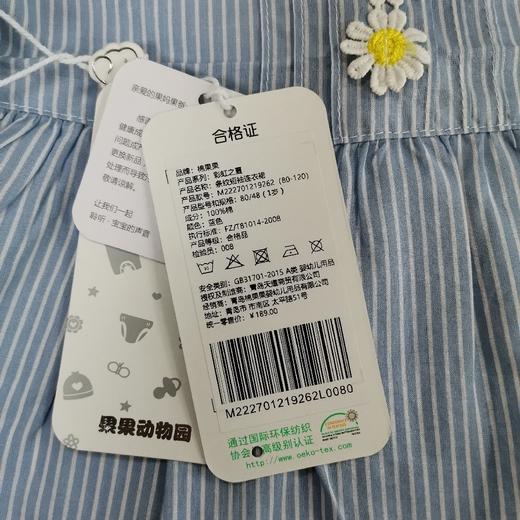 亲爱的果妈果爸
感
健康成
问题或
更换新品
处理而导致
敬请谅解。
让我们一起
聆听·宝宝的声音
果果动物园
合格证
品牌：棉果果
产品系列：彩虹之夏
产品名称：条纹短袖连衣裙
产品款号：M222701219262 (80-120)
产品型号和规格：80/48 (1岁)
成分：100%棉
颜色：蓝色
执行标准：FZ/T81014-2008
产品等级：合格品
检验员：008
安全类别：GB31701-2015 A类 婴幼儿用品
授权及制造商：青岛天道商贸有限公司
经销商：青岛棉果果婴幼儿用品有限公司
地址：青岛市 市南区 太平路51号
统一零售价：¥189.00
M222701219262L0080
通过国际环保纺织
协会 高级别认证
http://www.oeko-tex.com